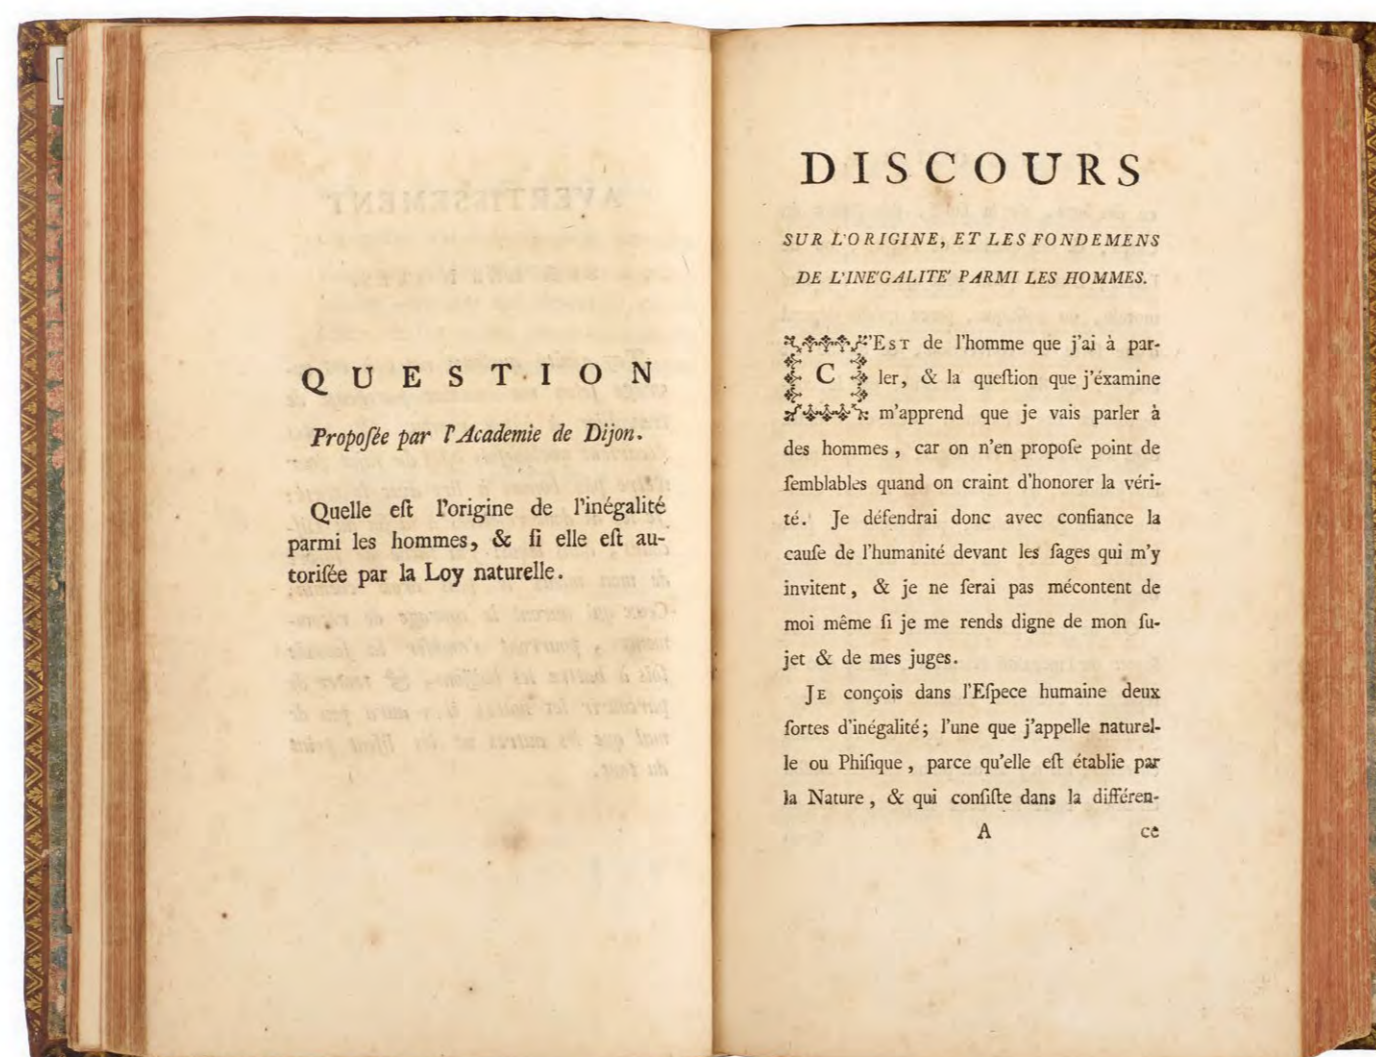 QUESTION
Propoſée par l'Academie de Dijon.
Quelle eſt l'origine de l'inégalité
parmi les hommes, & ſi elle eſt au-
toriſée par la Loy naturelle.
DISCOURS
SUR L'ORIGINE, ET LES FONDEMENS
DE L'INE'GALITE' PARMI LES HOMMES.
C'EST de l'homme que j'ai à par-
ler, & la queſtion que j'éxamine
m'apprend que je vais parler à
des hommes, car on n'en propoſe point de
ſemblables quand on craint d'honorer la véri-
té. Je défendrai donc avec confiance la
cauſe de l'humanité devant les ſages qui m'y
invitent, & je ne ſerai pas mécontent de
moi même ſi je me rends digne de mon ſu-
jet & de mes juges.
JE conçois dans l'Eſpece humaine deux
ſortes d'inégalité; l'une que j'appelle naturel-
le ou Phiſique, parce qu'elle eſt établie par
la Nature, & qui conſiſte dans la différen-
A ce